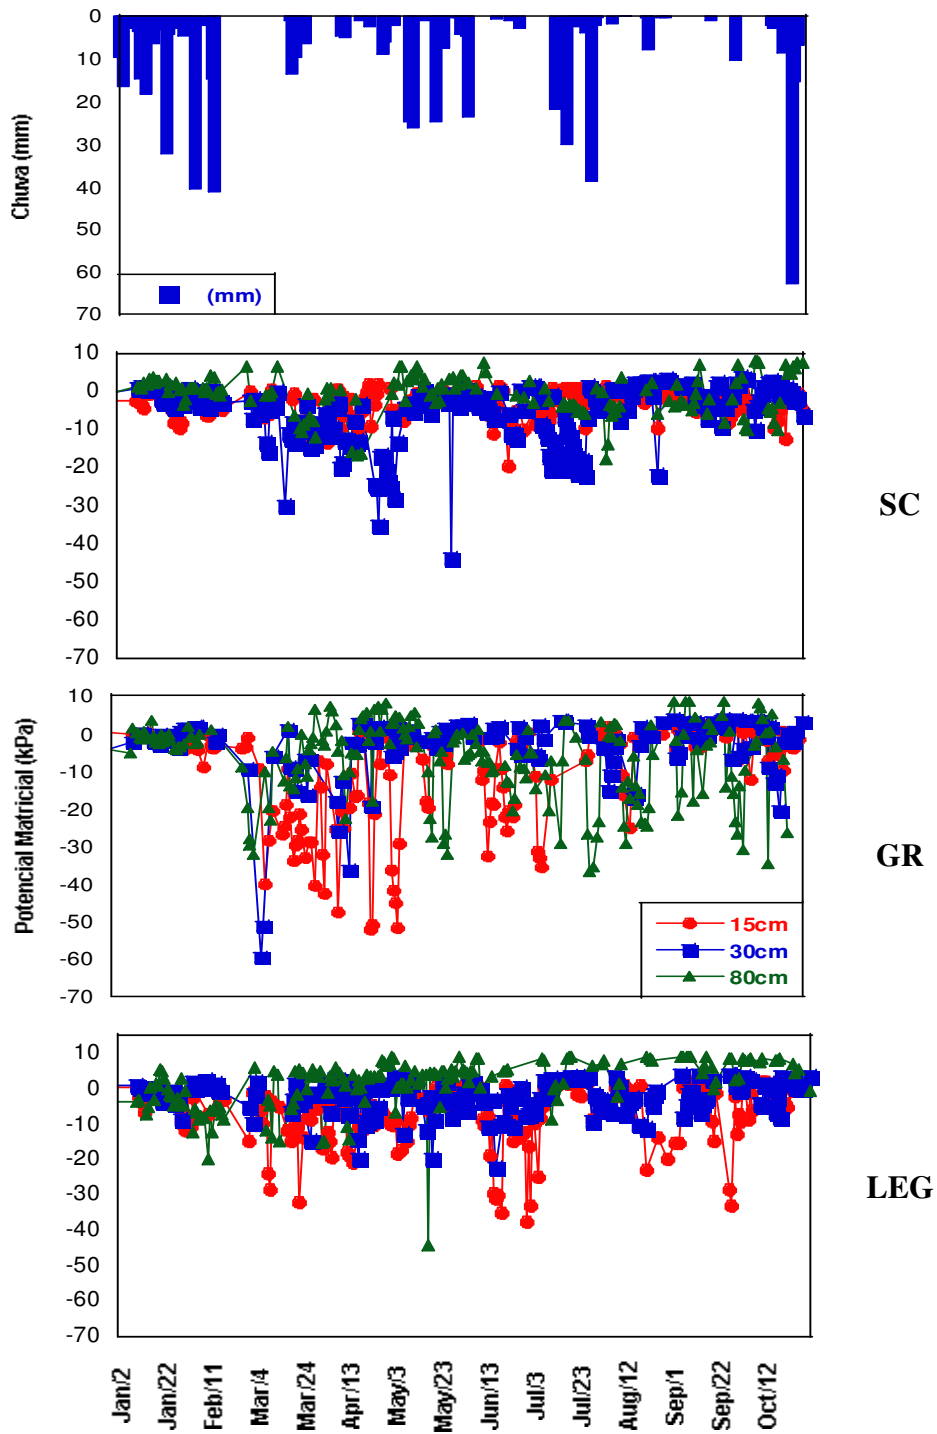 0
10
20
30
40
50
60
70
Chuva (mm)
(mm)
10
0
-10
-20
-30
-40
-50
-60
-70
SC
10
0
-10
-20
-30
-40
-50
-60
-70
Potencial Matricial (kPa)
15cm
30cm
80cm
GR
10
0
-10
-20
-30
-40
-50
-60
-70
LEG
Jan/2
Jan/22
Feb/11
Mar/4
Mar/24
Apr/13
May/3
May/23
Jun/13
Jul/3
Jul/23
Aug/12
Sep/1
Sep/22
Oct/12